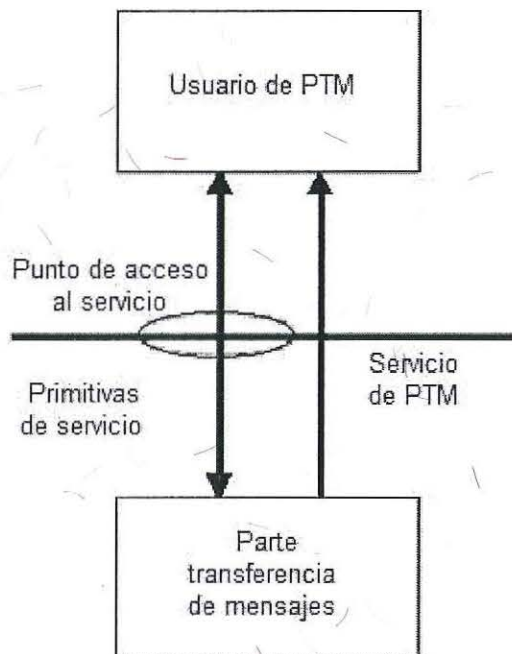 Usuario de PTM
Punto de acceso
al servicio
Servicio
de PTM
Primitivas
de servicio
Parte
transferencia
de mensajes